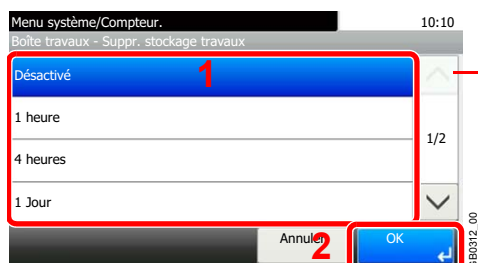 Menu système/Compteur.
10:10
Boîte travaux - Suppr. stockage travaux
Désactivé
1
1 heure
1/2
4 heures
1 Jour
Annuler
2
OK
GB0312_00